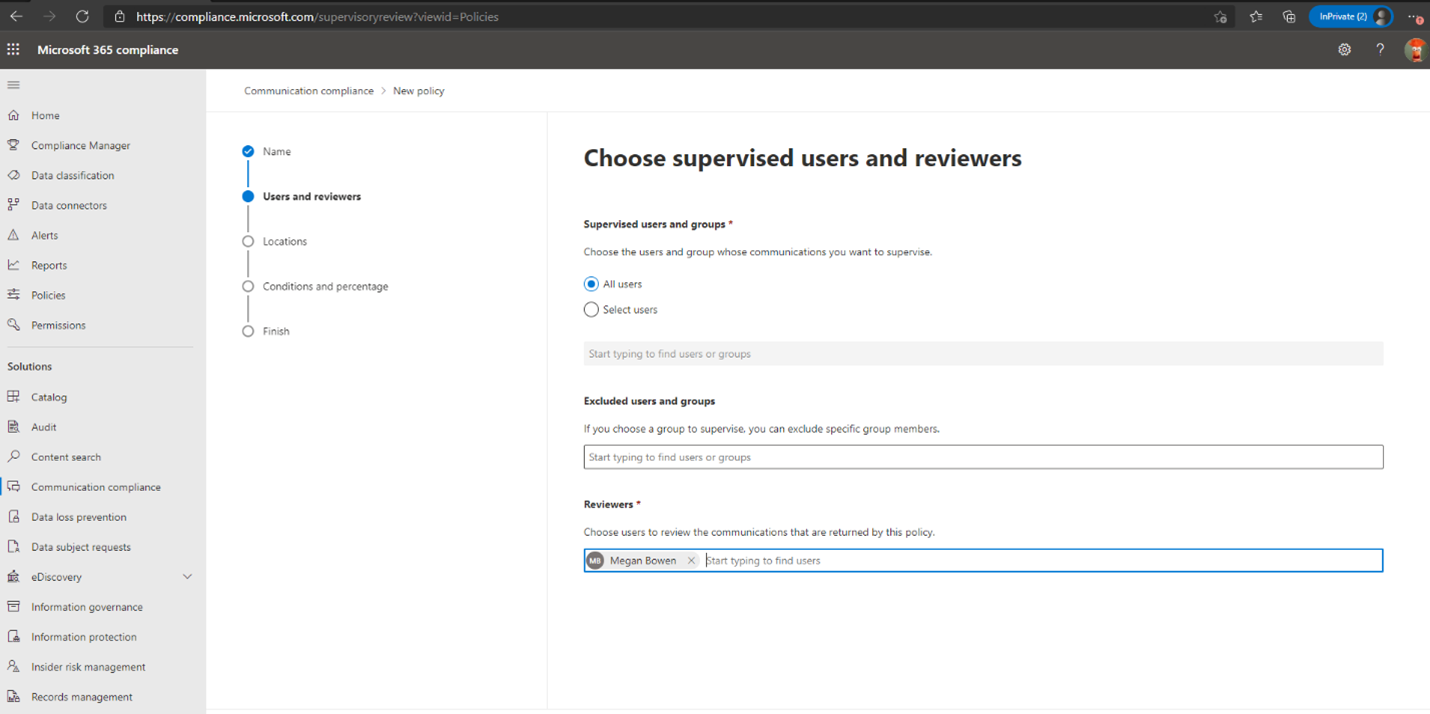 https://compliance.microsoft.com/supervisoryreview?viewid=Policies
InPrivate (2)
Microsoft 365 compliance
?
Home
Compliance Manager
Data classification
Data connectors
Alerts
Reports
Policies
Permissions
Solutions
Catalog
Audit
Content search
Communication compliance
Data loss prevention
Data subject requests
eDiscovery
Information governance
Information protection
Insider risk management
Records management
Communication compliance > New policy
Name
Users and reviewers
Locations
Conditions and percentage
Finish
Choose supervised users and reviewers
Supervised users and groups *
Choose the users and group whose communications you want to supervise.
All users
Select users
Start typing to find users or groups
Excluded users and groups
If you choose a group to supervise, you can exclude specific group members.
Start typing to find users or groups
Reviewers *
Choose users to review the communications that are returned by this policy.
MB Megan Bowen Start typing to find users